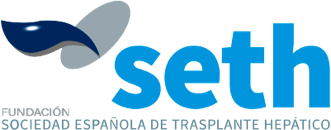 seth
FUNDACIÓN
SOCIEDAD ESPAÑOLA DE TRASPLANTE HEPÁTICO